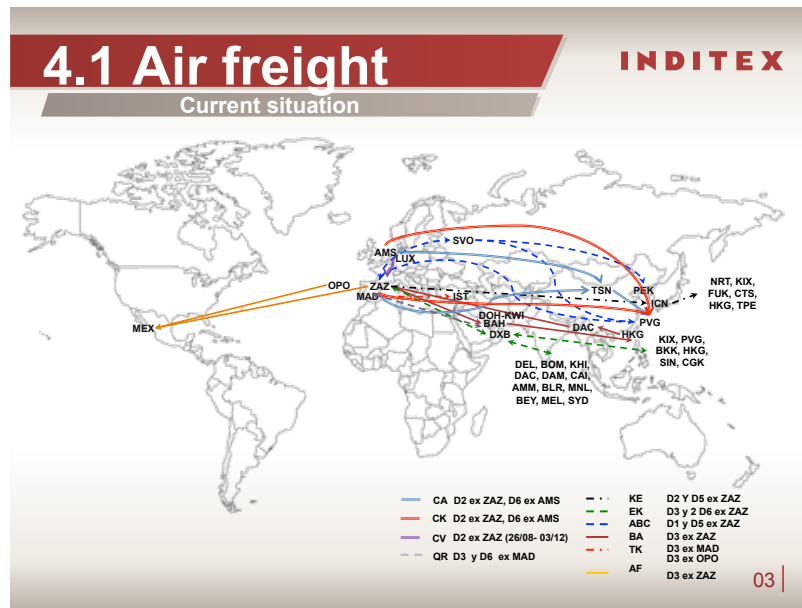 4.1 Air freight
INDITEX
Current situation
SVO
AMS
LUX
OPO
ZAZ
MAD
IST
TSN
PEK
ICN
NRT, KIX,
FUK, CTS,
HKG, TPE
MEX
DOH-KWI
BAH
DXB
DAC
PVG
HKG
KIX, PVG,
BKK, HKG,
SIN, CGK
DEL, BOM, KHI,
DAC, DAM, CAI,
AMM, BLR, MNL,
BEY, MEL, SYD
CA D2 ex ZAZ, D6 ex AMS
CK D2 ex ZAZ, D6 ex AMS
CV D2 ex ZAZ (26/08- 03/12)
QR D3 y D6 ex MAD
KE D2 Y D5 ex ZAZ
EK D3 y 2 D6 ex ZAZ
ABC D1 y D5 ex ZAZ
BA D3 ex ZAZ
TK D3 ex MAD
D3 ex OPO
AF
D3 ex ZAZ
03